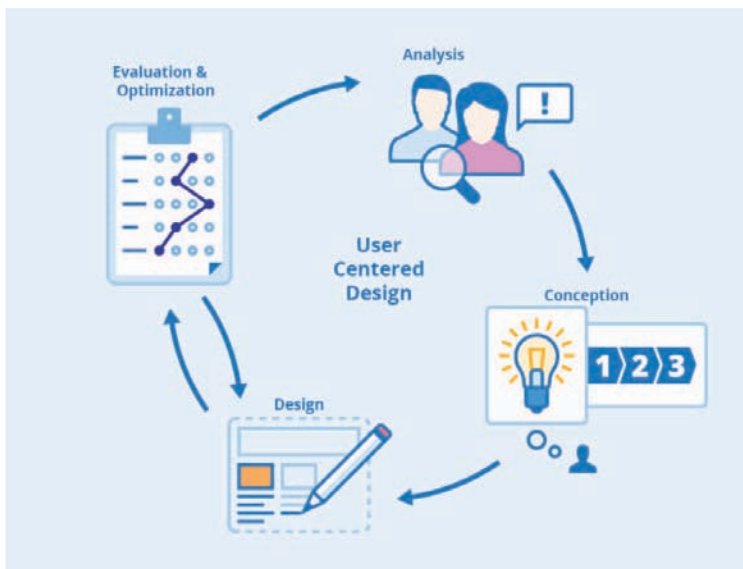 Evaluation &
Optimization
Analysis
!
User
Centered
Design
Conception
1 2 3
Design